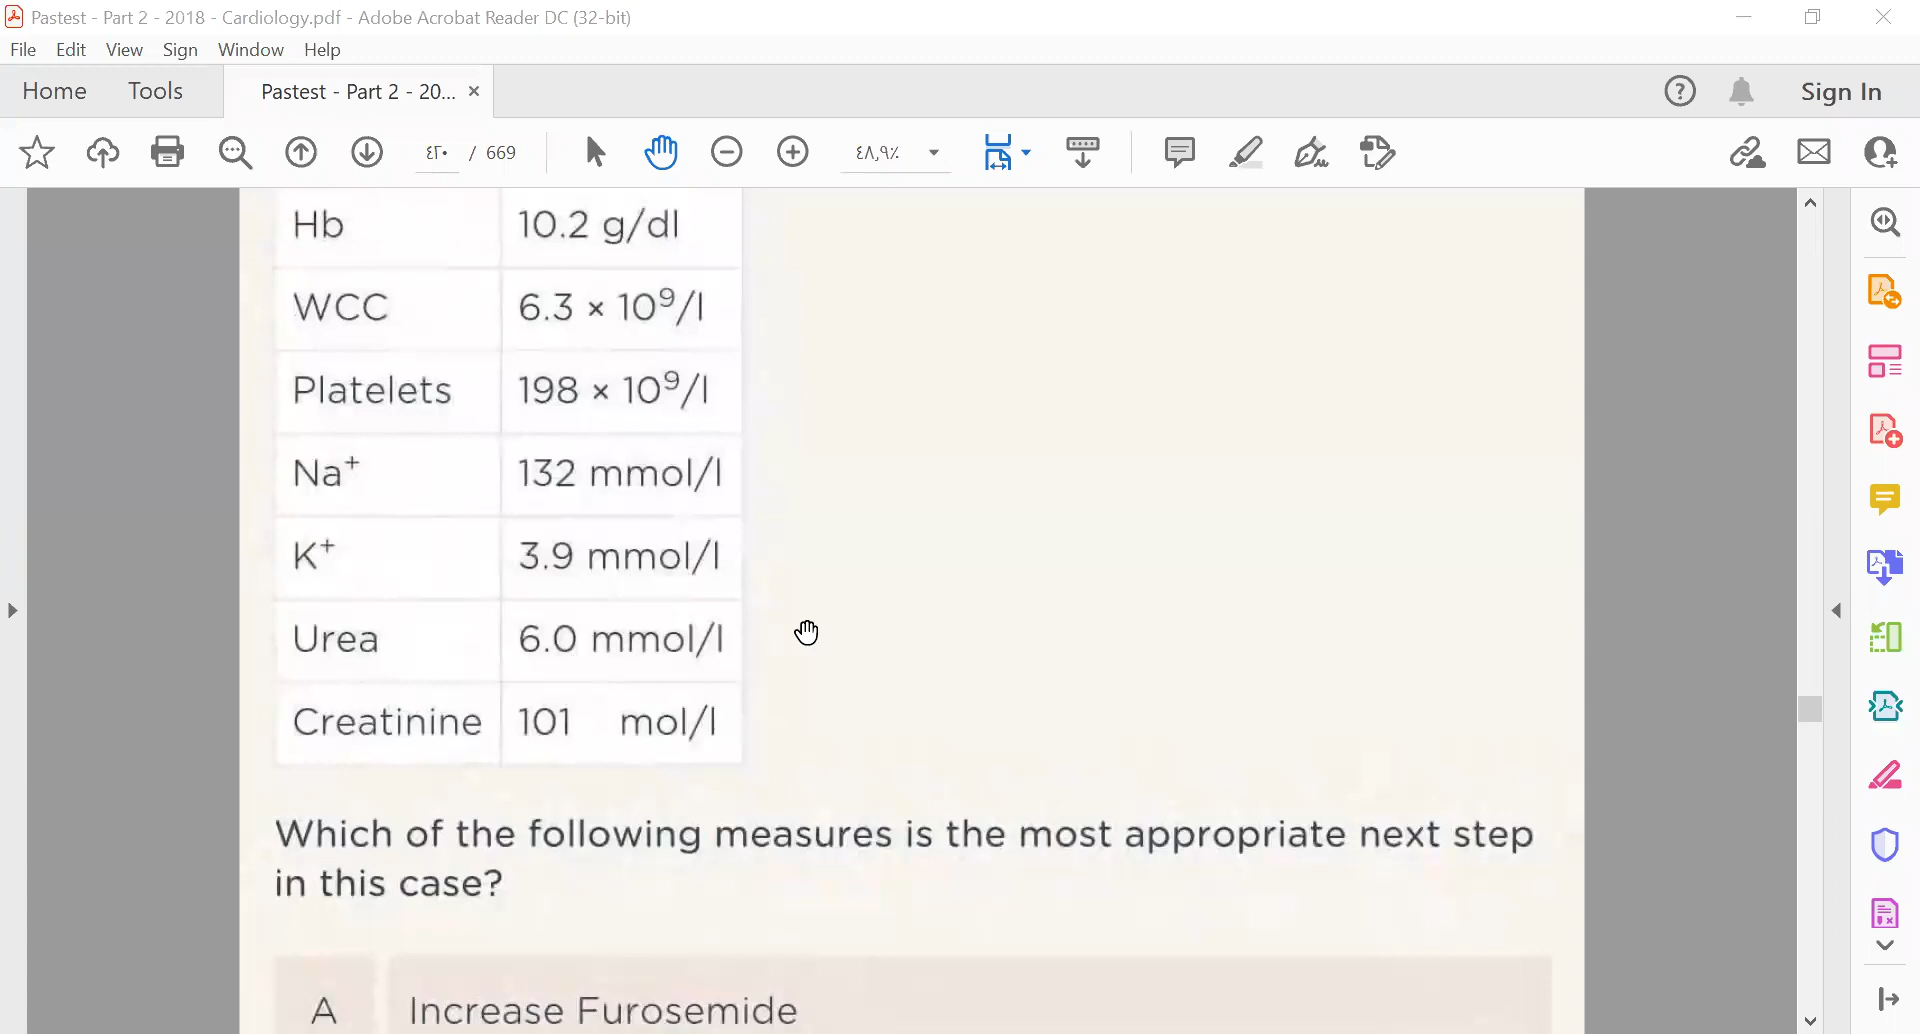 Pastest - Part 2 - 2018 - Cardiology.pdf - Adobe Acrobat Reader DC (32-bit)
File Edit View Sign Window Help
Home Tools Pastest - Part 2 - 20... × Sign In
٤٢٠ / 669 ٤٨,٩٪
Hb 10.2 g/dl
WCC 6.3 × 10⁹/l
Platelets 198 × 10⁹/l
Na⁺ 132 mmol/l
K⁺ 3.9 mmol/l
Urea 6.0 mmol/l
Creatinine 101 mol/l
Which of the following measures is the most appropriate next step
in this case?
A Increase Furosemide